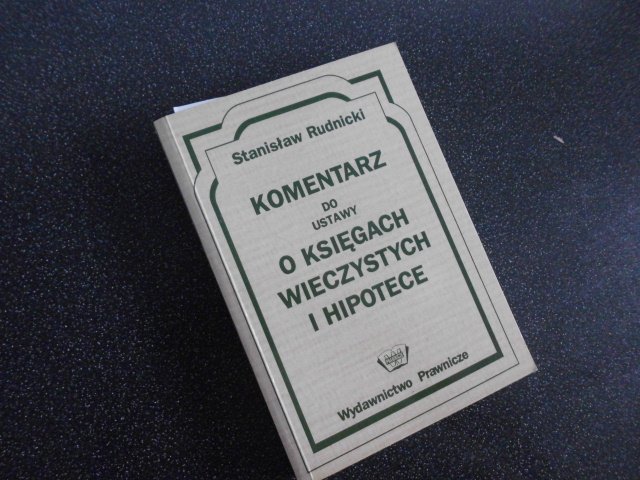 Stanisław Rudnicki
KOMENTARZ
DO
USTAWY
O KSIĘGACH
WIECZYSTYCH
I HIPOTECE
Wydawnictwo Prawnicze